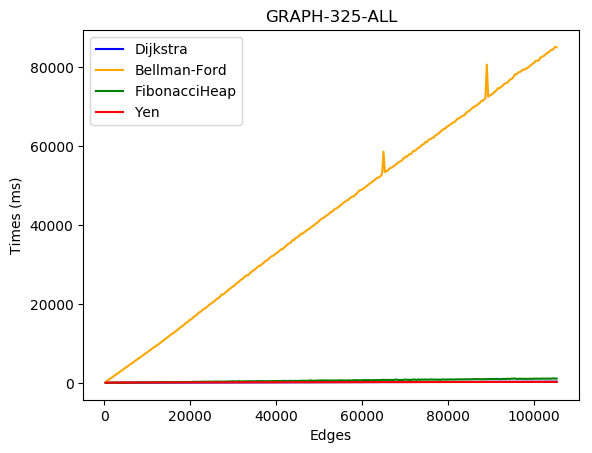 GRAPH-325-ALL
Dijkstra
Bellman-Ford
FibonacciHeap
Yen
Times (ms)
80000
60000
40000
20000
0
0 20000 40000 60000 80000 100000
Edges